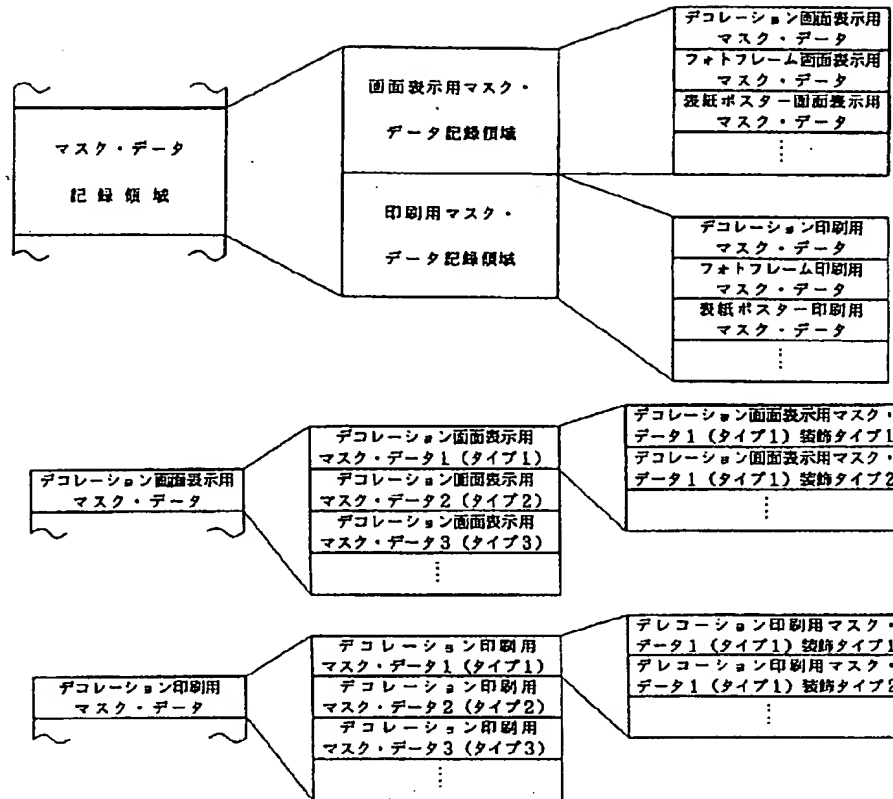 マスク・データ
記録領域
画面表示用マスク・
データ記録領域
印刷用マスク・
データ記録領域
デコレーション画面表示用
マスク・データ
フォトフレーム画面表示用
マスク・データ
表紙ポスター画面表示用
マスク・データ
⋮
デコレーション印刷用
マスク・データ
フォトフレーム印刷用
マスク・データ
表紙ポスター印刷用
マスク・データ
⋮
デコレーション画面表示用
マスク・データ
デコレーション画面表示用
マスク・データ1(タイプ1)
デコレーション画面表示用
マスク・データ2(タイプ2)
デコレーション画面表示用
マスク・データ3(タイプ3)
⋮
デコレーション画面表示用マスク・
データ1(タイプ1)装飾タイプ1
デコレーション画面表示用マスク・
データ1(タイプ1)装飾タイプ2
⋮
デコレーション印刷用
マスク・データ
デコレーション印刷用
マスク・データ1(タイプ1)
デコレーション印刷用
マスク・データ2(タイプ2)
デコレーション印刷用
マスク・データ3(タイプ3)
⋮
デレコーション印刷用マスク・
データ1(タイプ1)装飾タイプ1
デレコーション印刷用マスク・
データ1(タイプ1)装飾タイプ2
⋮